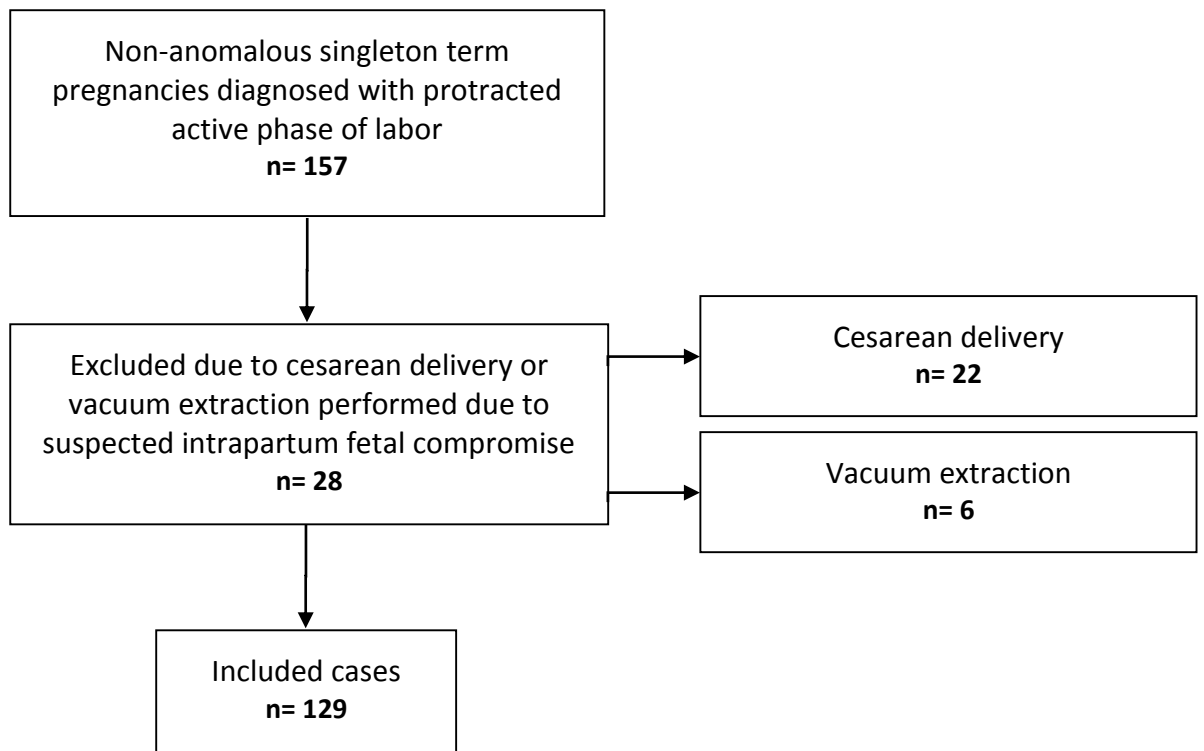 Non-anomalous singleton term
pregnancies diagnosed with protracted
active phase of labor
n= 157
Excluded due to cesarean delivery or
vacuum extraction performed due to
suspected intrapartum fetal compromise
n= 28
Cesarean delivery
n= 22
Vacuum extraction
n= 6
Included cases
n= 129